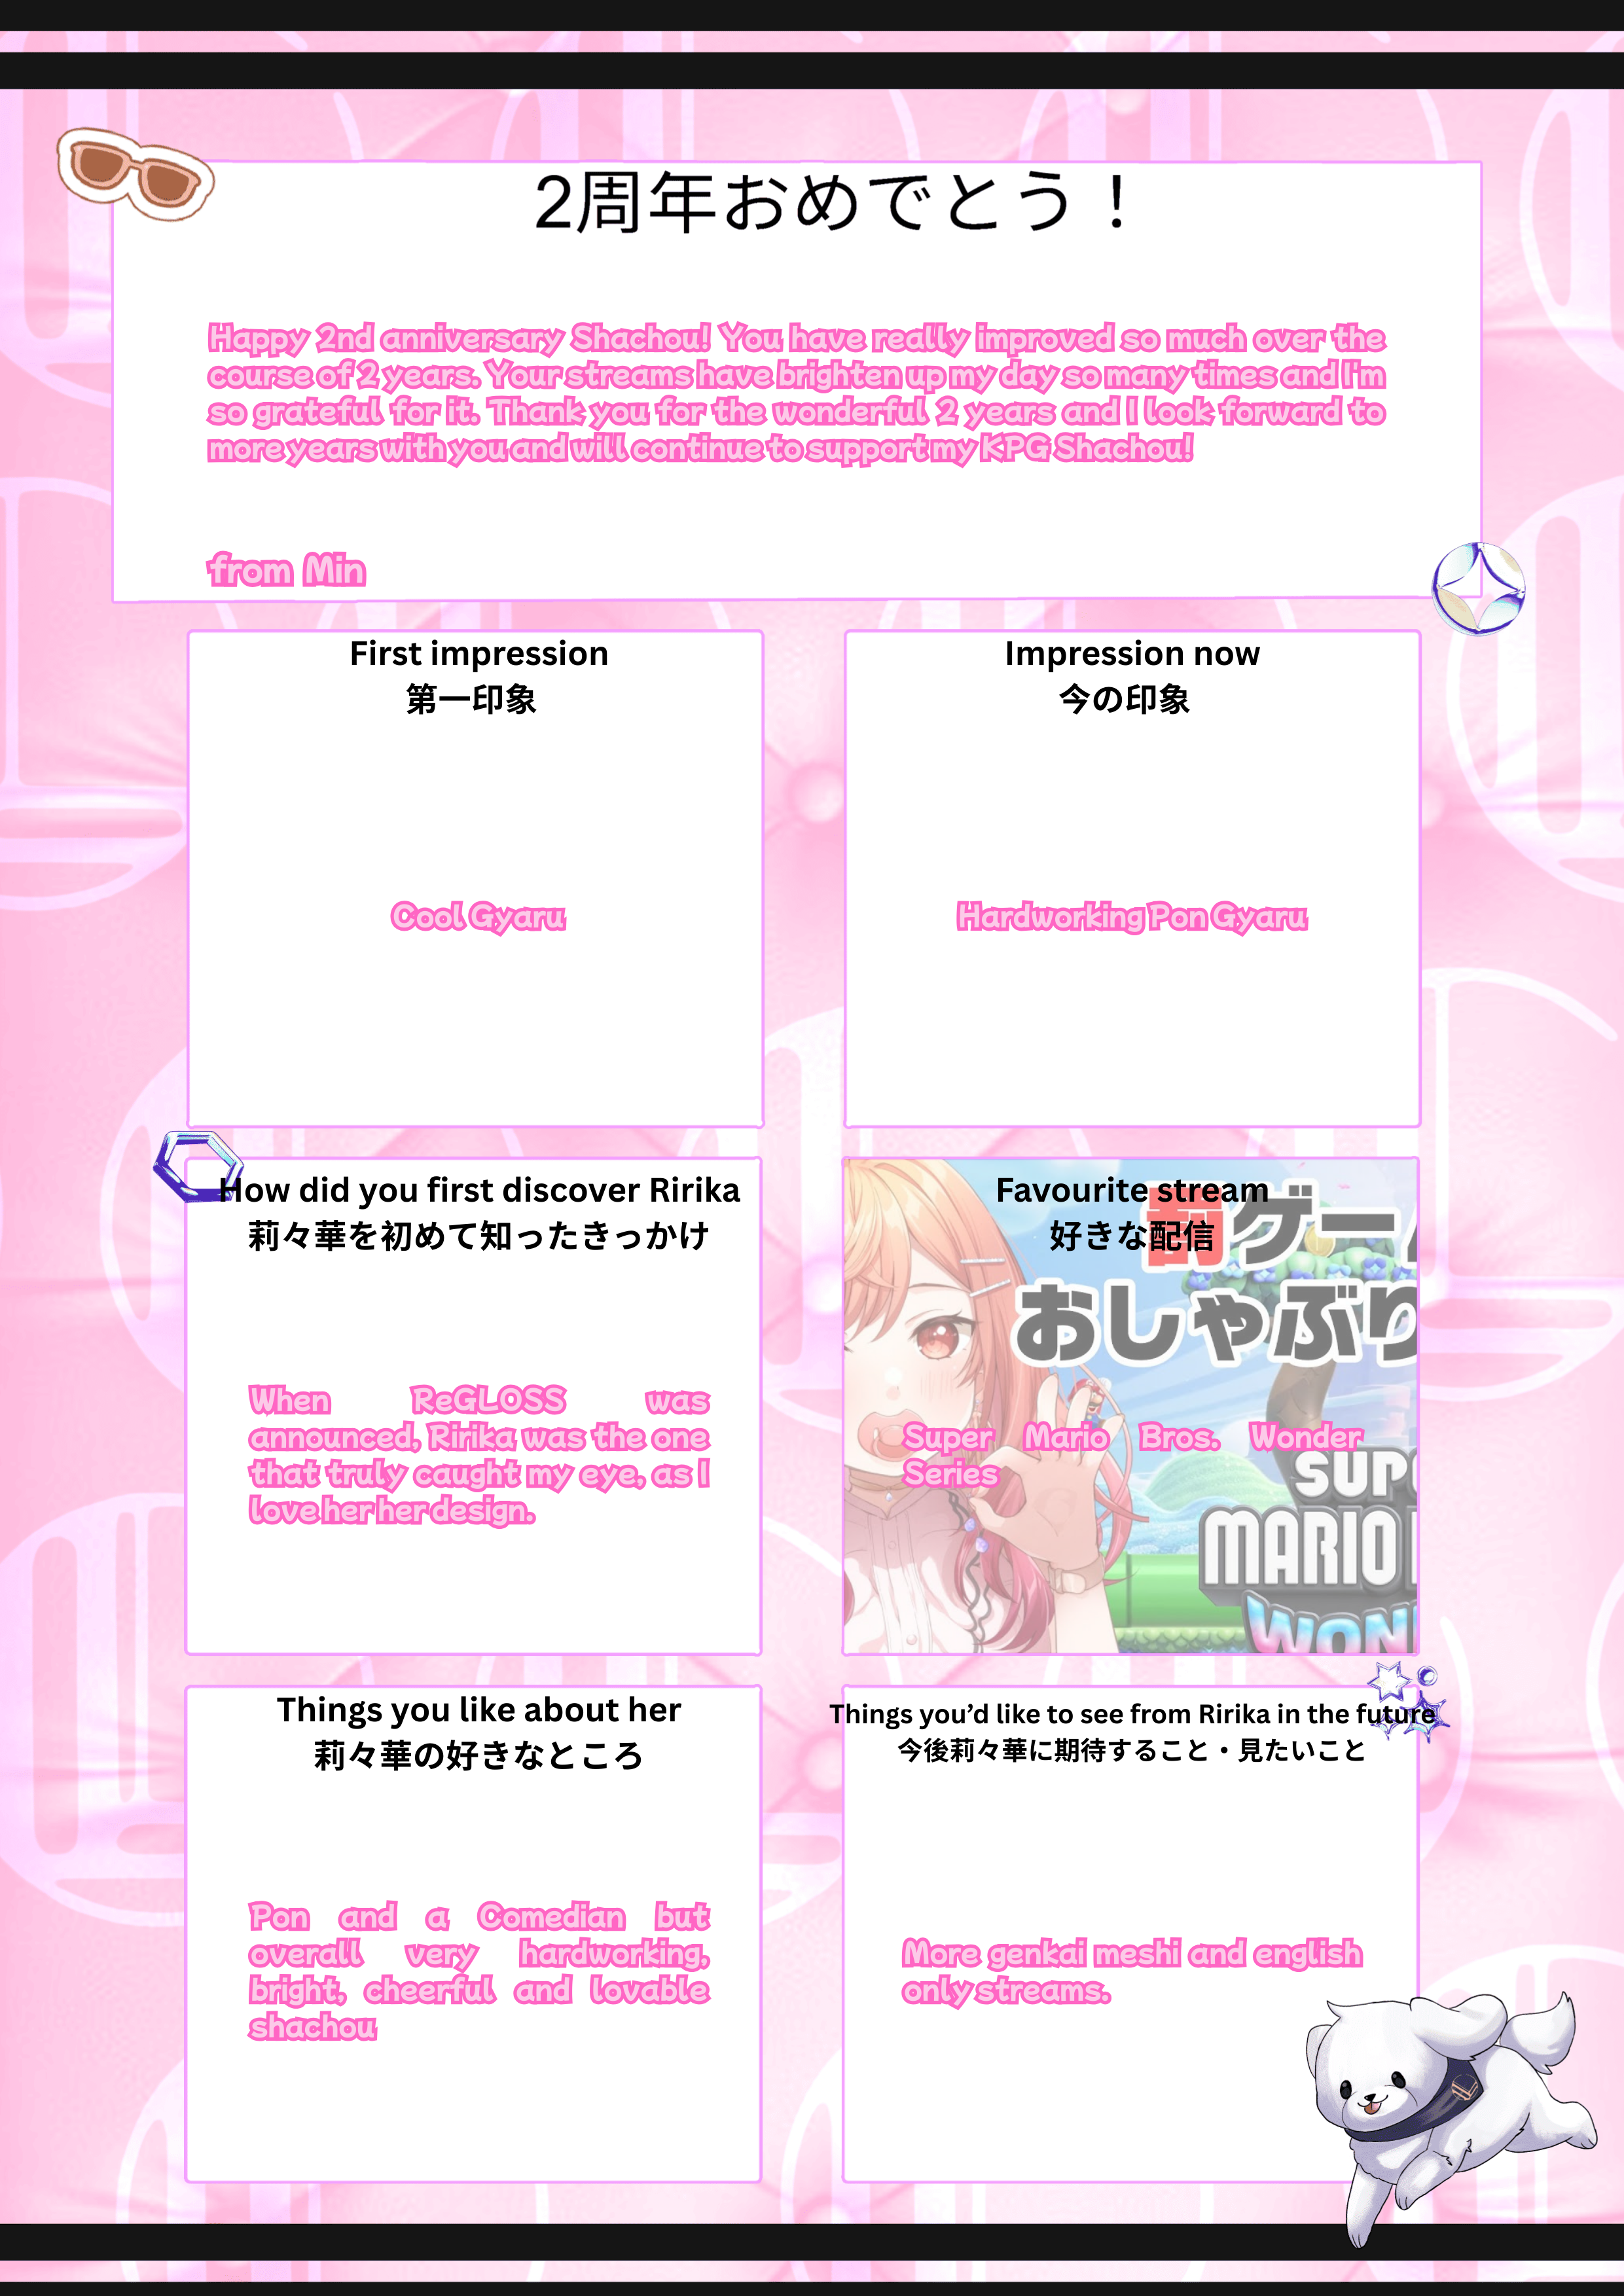 2周年おめでとう！
Happy 2nd anniversary Shachou! You have really improved so much over the
course of 2 years. Your streams have brighten up my day so many times and I'm
so grateful for it. Thank you for the wonderful 2 years and I look forward to
more years with you and will continue to support my KPG Shachou!
from Min
First impression
第一印象
Cool Gyaru
Impression now
今の印象
Hardworking Pon Gyaru
How did you first discover Ririka
莉々華を初めて知ったきっかけ
When ReGLOSS was
announced, Ririka was the one
that truly caught my eye, as I
love her her design.
Favourite stream
好きな配信
罰ゲー
おしゃぶり
Super Mario Bros. Wonder
Series
SUP
MARIO
WON
Things you like about her
莉々華の好きなところ
Pon and a Comedian but
overall very hardworking,
bright, cheerful and lovable
shachou
Things you’d like to see from Ririka in the future
今後莉々華に期待すること・見たいこと
More genkai meshi and english
only streams.